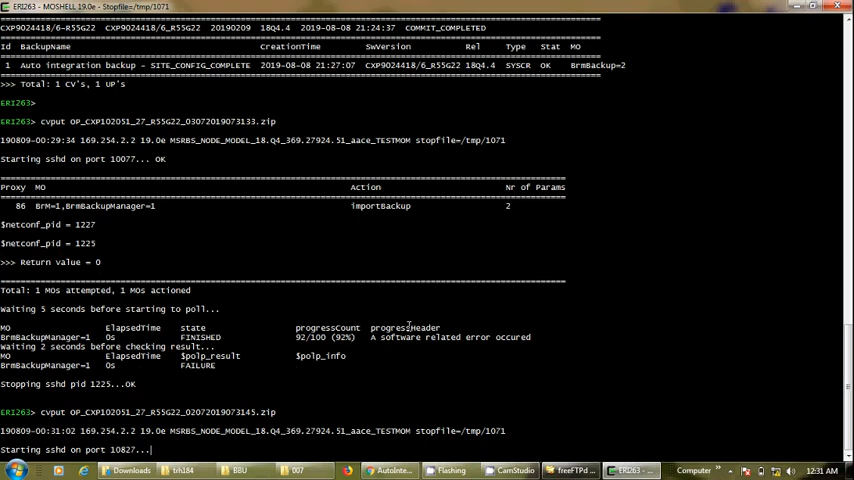 ERI263 - MOSHELL 19.0e - Stopfile=/tmp/1071
CXP9024418/6-R55G22 CXP9024418/6_R55G22 20190209 18Q4.4 2019-08-08 21:24:37 COMMIT_COMPLETED
Id BackupName CreationTime SwVersion Rel Type Stat MO
1 Auto integration backup - SITE_CONFIG_COMPLETE 2019-08-08 21:27:07 CXP9024418/6_R55G22 18Q4.4 SYSCR OK BrmBackup=2
>>> Total: 1 CV's, 1 UP's
ERI263>
ERI263> cvput OP_CXP102051_27_R55G22_03072019073133.zip
190809-00:29:34 169.254.2.2 19.0e MSRBS_NODE_MODEL_18.Q4_369.27924.51_aace_TESTMOM stopfile=/tmp/1071
Starting sshd on port 10077... OK
Proxy MO Action Nr of Params
86 BrM=1,BrmBackupManager=1 importBackup 2
$netconf_pid = 1227
$netconf_pid = 1225
>>> Return value = 0
Total: 1 MOs attempted, 1 MOs actioned
Waiting 5 seconds before starting to poll...
MO ElapsedTime state progressCount progressHeader
BrmBackupManager=1 0s FINISHED 92/100 (92%) A software related error occured
Waiting 2 seconds before checking result...
MO ElapsedTime $polp_result $polp_info
BrmBackupManager=1 0s FAILURE
Stopping sshd pid 1225...OK
ERI263> cvput OP_CXP102051_27_R55G22_02072019073145.zip
190809-00:31:02 169.254.2.2 19.0e MSRBS_NODE_MODEL_18.Q4_369.27924.51_aace_TESTMOM stopfile=/tmp/1071
Starting sshd on port 10827...
Downloads trh184 BBU 007 AutoInte... Flashing CamStudio freeFTPd ... ERI263 - ... Computer » 12:31 AM